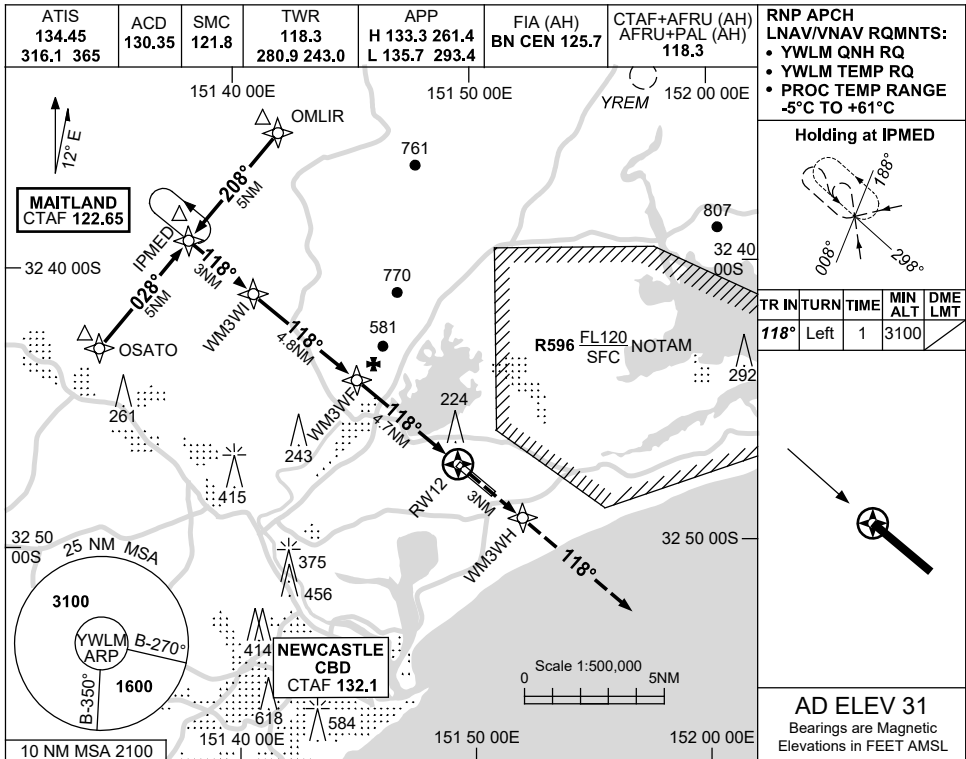 ATIS
134.45
316.1 365
ACD
130.35
SMC
121.8
TWR
118.3
280.9 243.0
APP
H 133.3 261.4
L 135.7 293.4
FIA (AH)
BN CEN 125.7
CTAF+AFRU (AH)
AFRU+PAL (AH)
118.3
RNP APCH
LNAV/VNAV RQMNTS:
• YWLM QNH RQ
• YWLM TEMP RQ
• PROC TEMP RANGE
-5°C TO +61°C
151 40 00E
151 50 00E
152 00 00E
YREM
12° E
OMLIR
208°
5NM
761
MAITLAND
CTAF 122.65
807
IPMED
118°
3NM
32 40 00S
32 40
00S
028°
5NM
WM3WI
770
118°
4.8NM
581
OSATO
R596 FL120
SFC
NOTAM
292
261
WM3WF
118°
4.7NM
224
243
415
RW12
3NM
WM3WH
118°
32 50
00S
32 50 00S
25 NM MSA
3100
YWLM
ARP
B-270°
B-350°
1600
10 NM MSA 2100
375
456
414
NEWCASTLE
CBD
CTAF 132.1
618
584
Scale 1:500,000
0
5NM
151 40 00E
151 50 00E
152 00 00E
Holding at IPMED
188°
008°
298°
TR IN
TURN
TIME
MIN
ALT
DME
LMT
118°
Left
1
3100
AD ELEV 31
Bearings are Magnetic
Elevations in FEET AMSL